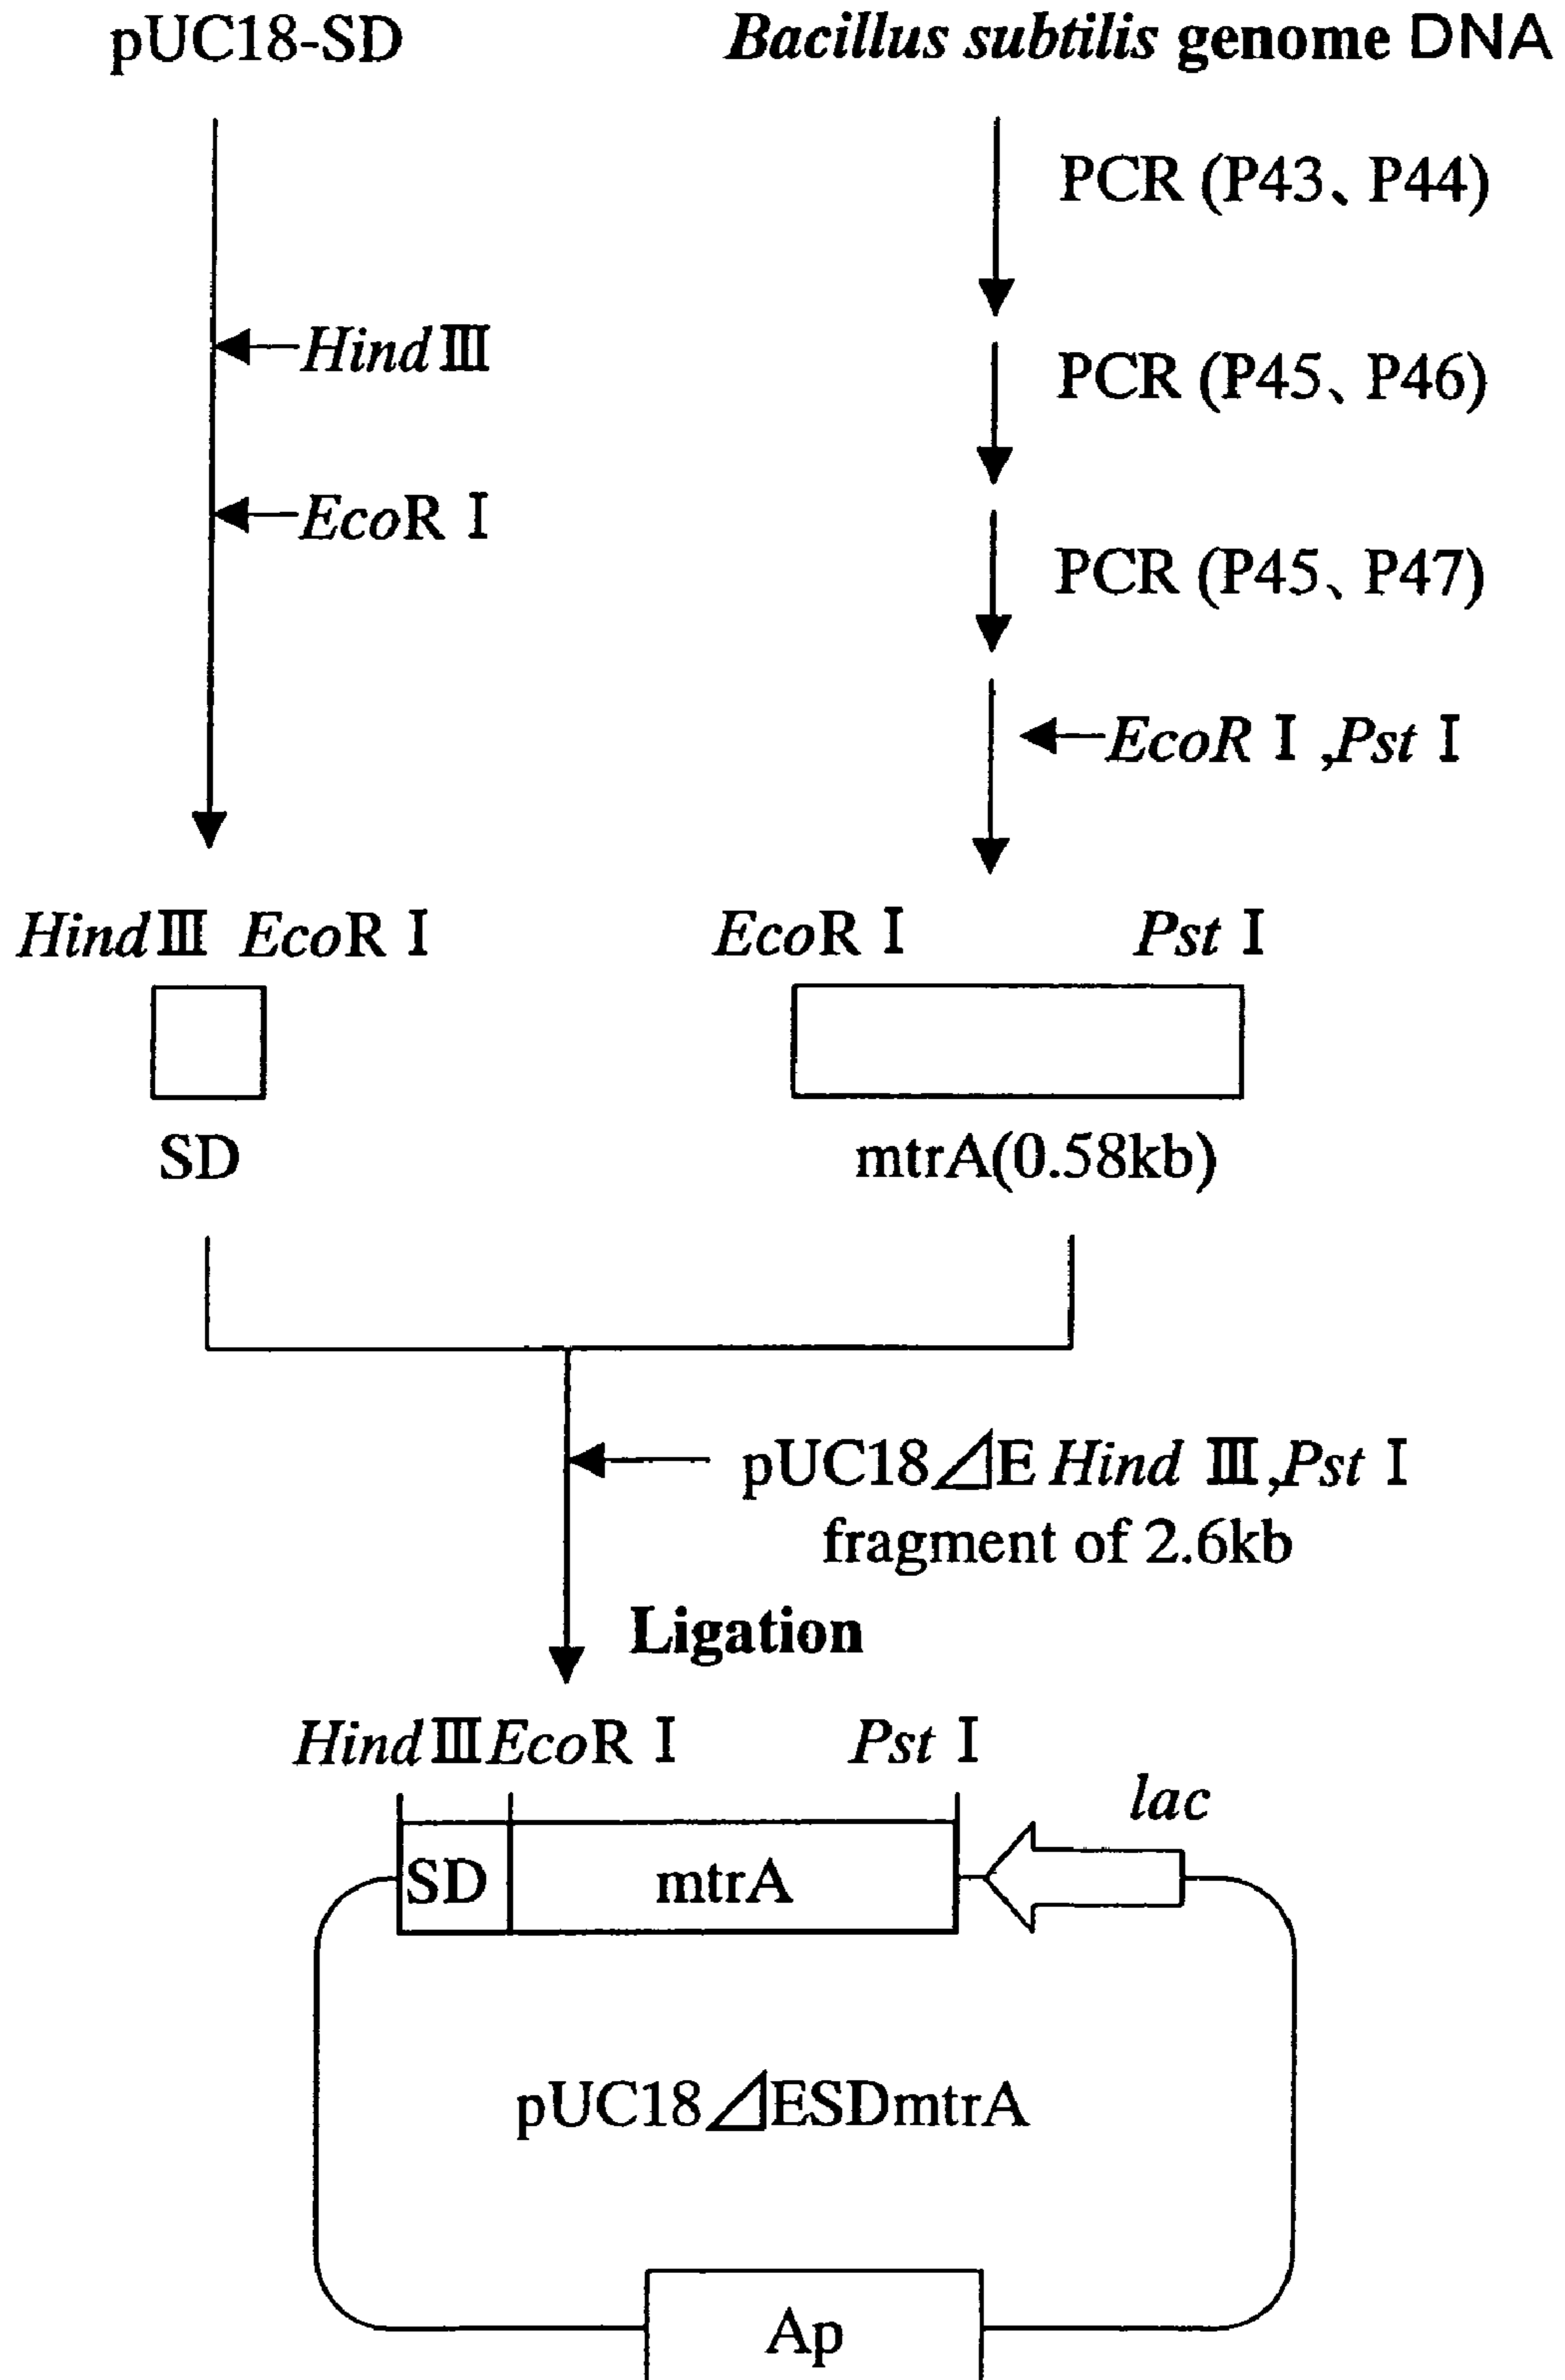 pUC18-SD
Bacillus subtilis genome DNA
PCR (P43、P44)
HindⅢ
PCR (P45、P46)
EcoR Ⅰ
PCR (P45、P47)
EcoR Ⅰ,Pst Ⅰ
HindⅢ EcoR Ⅰ
EcoR Ⅰ
Pst Ⅰ
SD
mtrA(0.58kb)
pUC18⊿E Hind Ⅲ,Pst Ⅰ
fragment of 2.6kb
Ligation
HindⅢEcoR Ⅰ
Pst Ⅰ
lac
SD
mtrA
pUC18⊿ESDmtrA
Ap